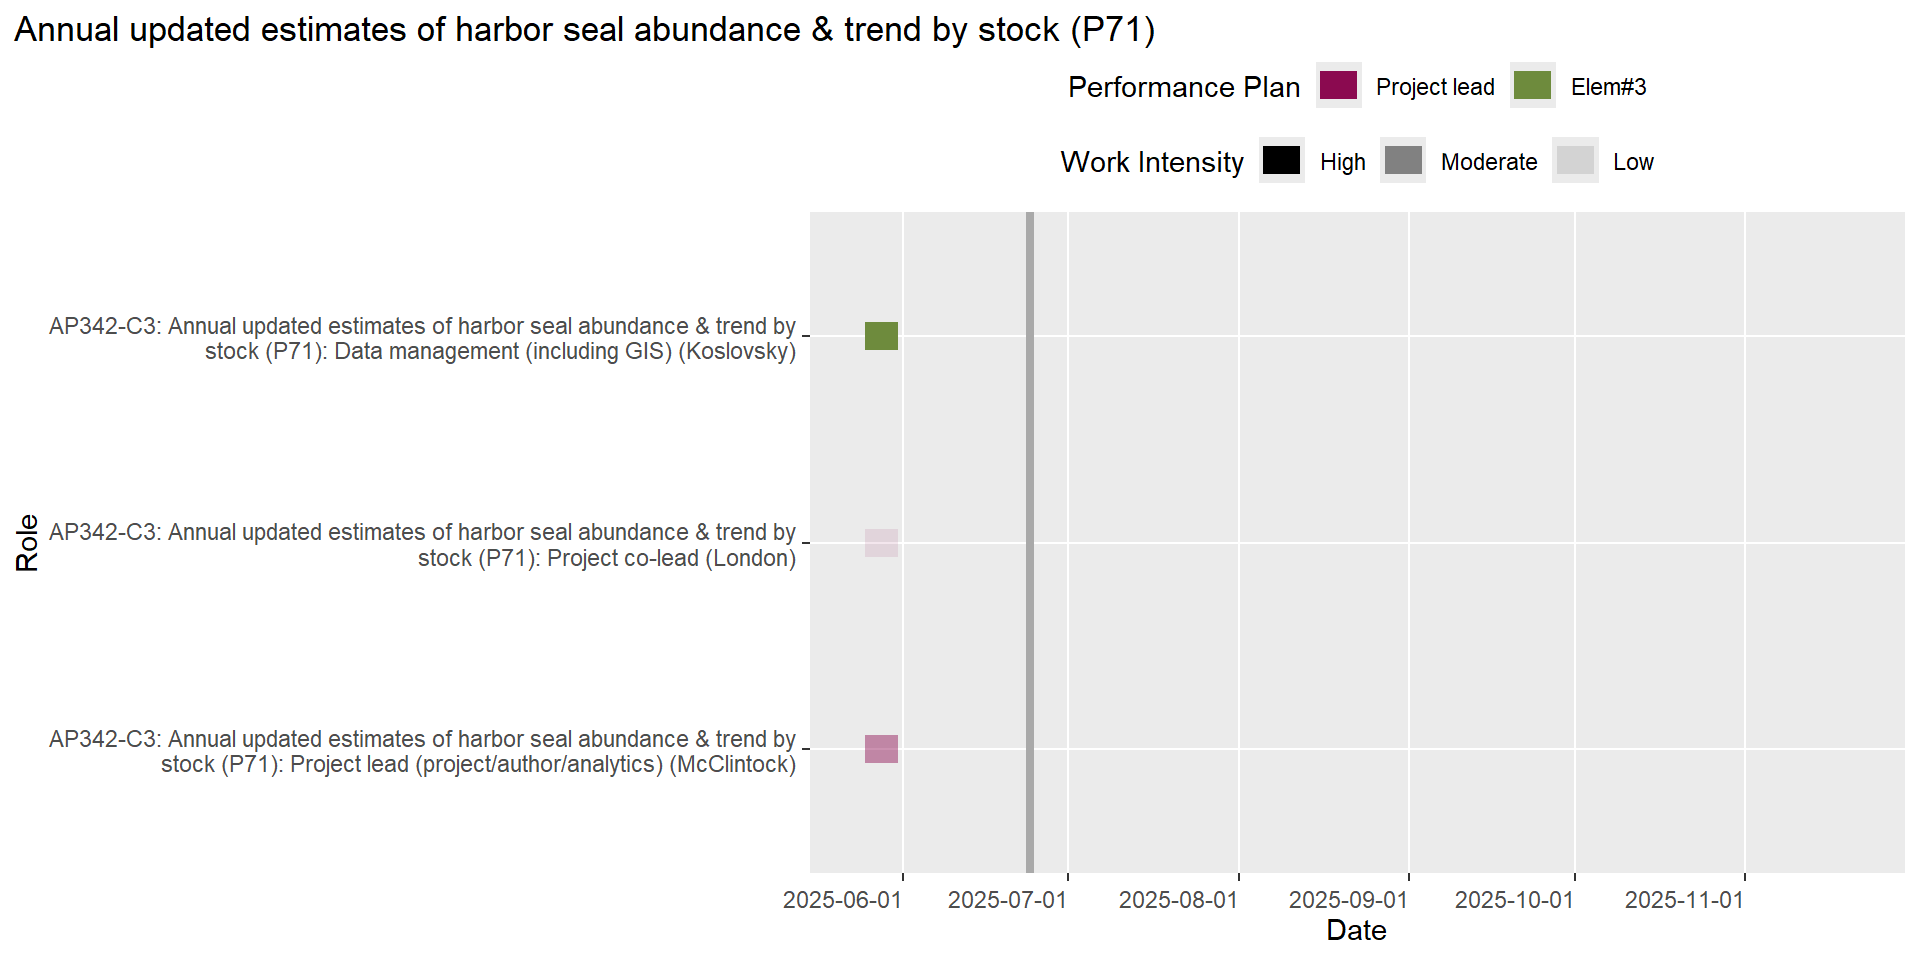 Annual updated estimates of harbor seal abundance & trend by stock (P71)
Performance Plan Project lead Elem#3
Work Intensity High Moderate Low
AP342-C3: Annual updated estimates of harbor seal abundance & trend by
stock (P71): Data management (including GIS) (Koslovsky)
Role
AP342-C3: Annual updated estimates of harbor seal abundance & trend by
stock (P71): Project co-lead (London)
AP342-C3: Annual updated estimates of harbor seal abundance & trend by
stock (P71): Project lead (project/author/analytics) (McClintock)
2025-06-01 2025-07-01 2025-08-01 2025-09-01 2025-10-01 2025-11-01
Date